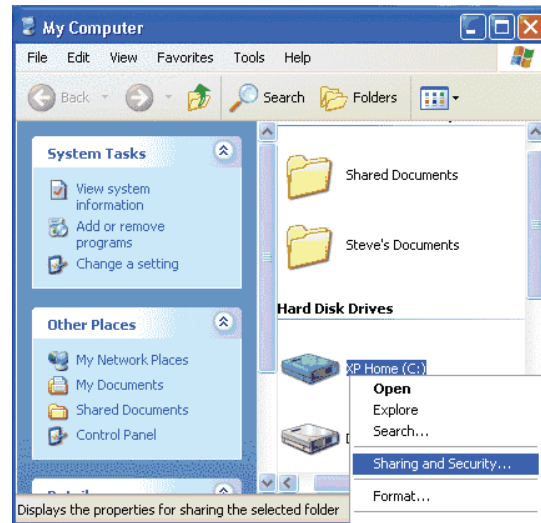 My Computer
File Edit View Favorites Tools Help
Back Search Folders
System Tasks
View system
information
Add or remove
programs
Change a setting
Other Places
My Network Places
My Documents
Shared Documents
Control Panel
Shared Documents
Steve's Documents
Hard Disk Drives
XP Home (C:)
Open
Explore
Search...
Sharing and Security...
Format...
Displays the properties for sharing the selected folder